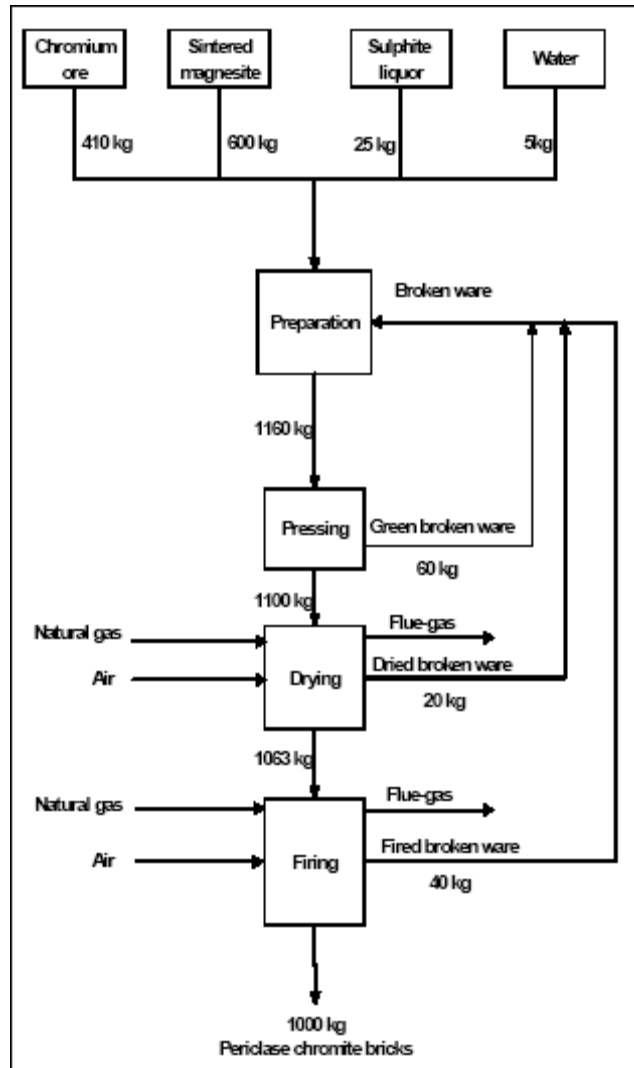 Chromium
ore
Sintered
magnesite
Sulphite
liquor
Water
410 kg
600 kg
25 kg
5kg
Broken ware
Preparation
1160 kg
Pressing
Green broken ware
60 kg
1100 kg
Natural gas
Flue-gas
Air
Drying
Dried broken ware
20 kg
1063 kg
Natural gas
Flue-gas
Air
Firing
Fired broken ware
40 kg
1000 kg
Periclase chromite bricks